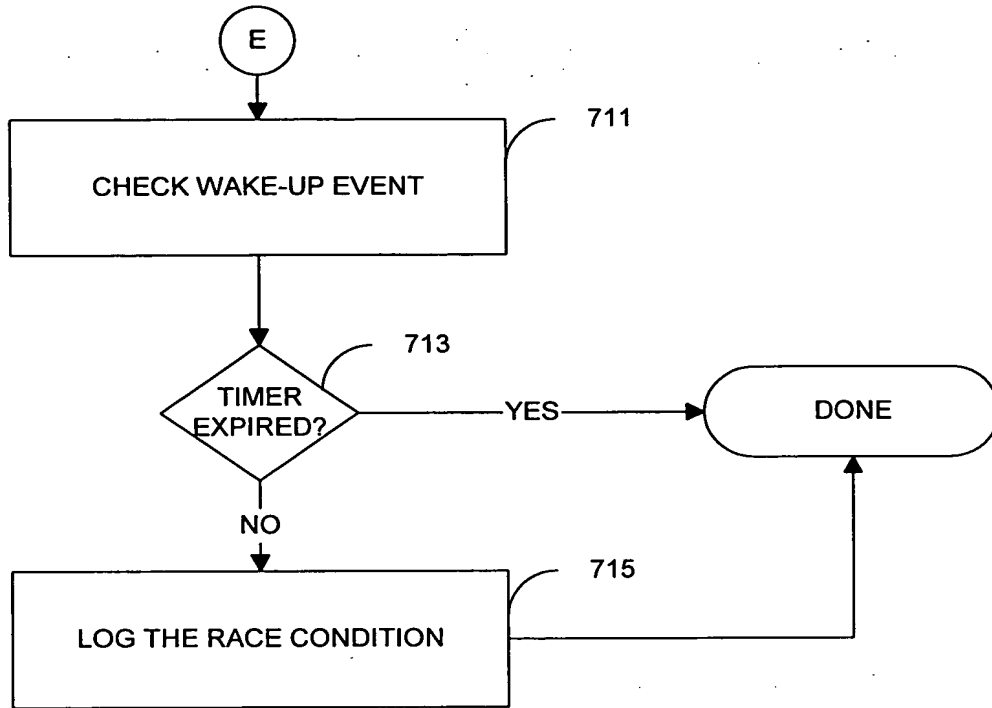 E
711
CHECK WAKE-UP EVENT
713
TIMER
EXPIRED?
YES
DONE
NO
715
LOG THE RACE CONDITION